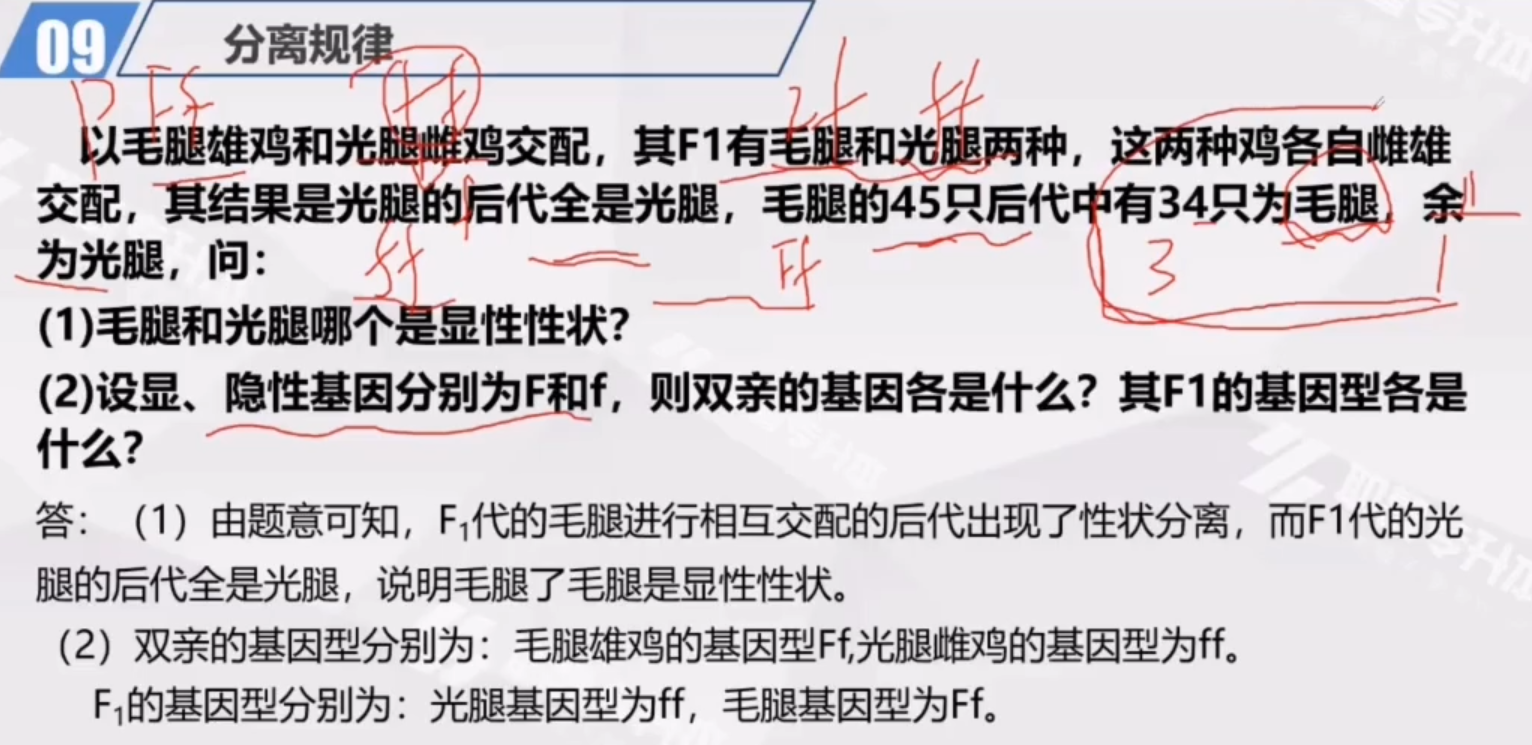 09 分离规律
P Ff ff Ff ff
以毛腿雄鸡和光腿雌鸡交配，其F1有毛腿和光腿两种，这两种鸡各自雌雄
交配，其结果是光腿的后代全是光腿，毛腿的45只后代中有34只为毛腿，余
11
为光腿，问：
ff Ff 3 1
(1)毛腿和光腿哪个是显性性状？
(2)设显、隐性基因分别为F和f，则双亲的基因各是什么？其F1的基因型各是
什么？
答：（1）由题意可知，F₁代的毛腿进行相互交配的后代出现了性状分离，而F1代的光
腿的后代全是光腿，说明毛腿了毛腿是显性性状。
（2）双亲的基因型分别为：毛腿雄鸡的基因型Ff,光腿雌鸡的基因型为ff。
F₁的基因型分别为：光腿基因型为ff，毛腿基因型为Ff。